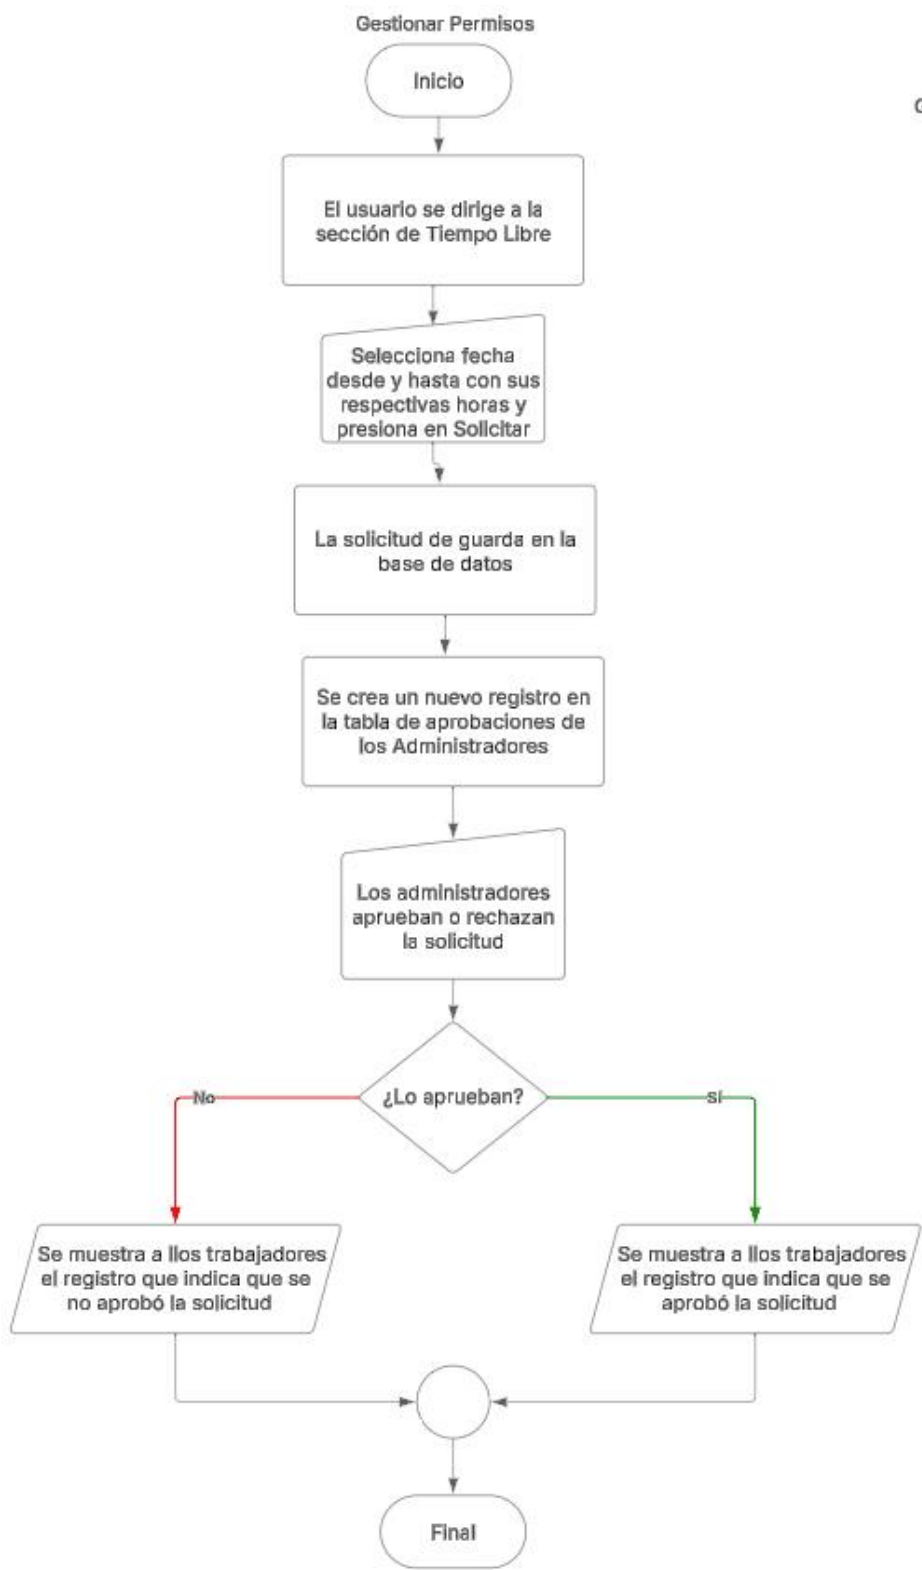 Gestionar Permisos
Inicio
G
El usuario se dirige a la
sección de Tiempo Libre
Selecciona fecha
desde y hasta con sus
respectivas horas y
presiona en Solicitar
La solicitud de guarda en la
base de datos
Se crea un nuevo registro en
la tabla de aprobaciones de
los Administradores
Los administradores
aprueban o rechazan
la solicitud
¿Lo aprueban?
No
Sí
Se muestra a llos trabajadores
el registro que indica que se
no aprobó la solicitud
Se muestra a llos trabajadores
el registro que indica que se
aprobó la solicitud
Final